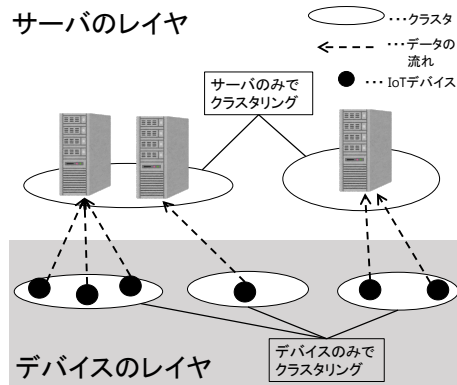 サーバのレイヤ
･･･クラスタ
･･･データの
流れ
･･･ IoTデバイス
サーバのみで
クラスタリング
デバイスのみで
クラスタリング
デバイスのレイヤ